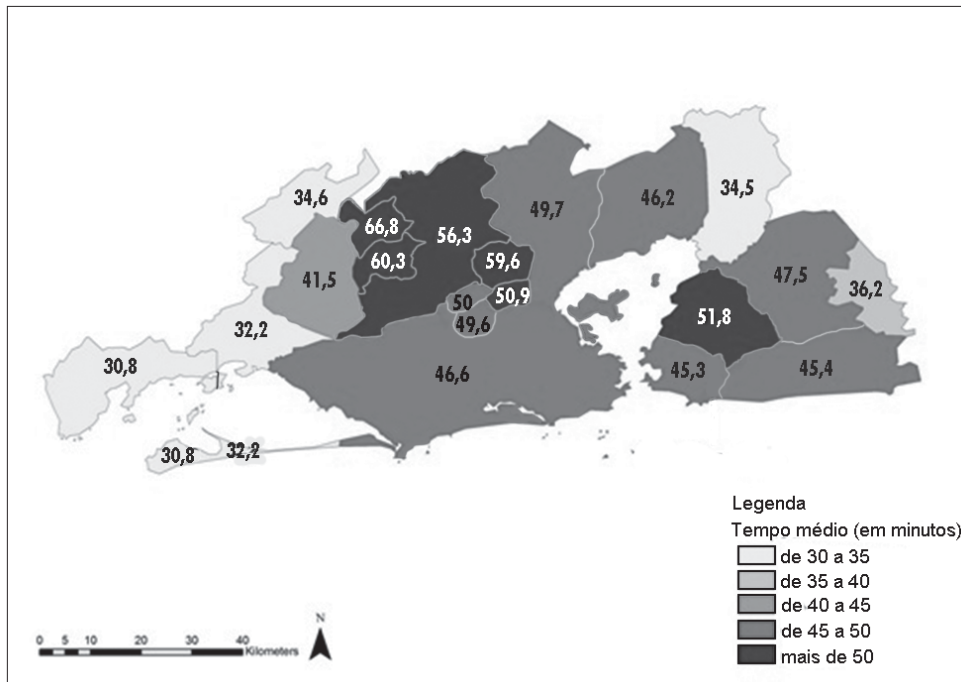 34,6
34,5
66,8
56,3
49,7
46,2
60,3
59,6
41,5
47,5
36,2
50
50,9
49,6
51,8
32,2
30,8
46,6
45,3
45,4
30,8
32,2
Legenda
Tempo médio (em minutos)
de 30 a 35
de 35 a 40
de 40 a 45
de 45 a 50
mais de 50
N
0 5 10 20 30 40
Kilometers